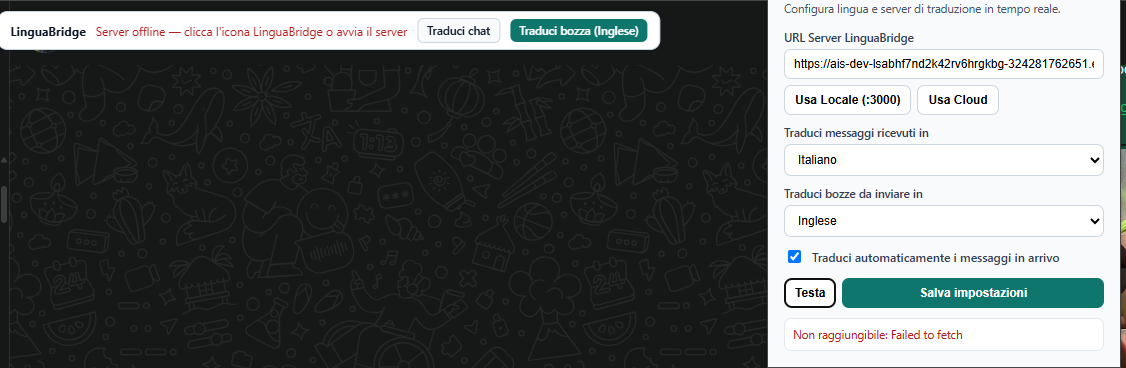 LinguaBridge Server offline — clicca l'icona LinguaBridge o avvia il server Traduci chat Traduci bozza (Inglese)
Configura lingua e server di traduzione in tempo reale.
URL Server LinguaBridge
https://ais-dev-lsabhf7nd2k42rv6hrgkbg-324281762651.e
Usa Locale (:3000) Usa Cloud
Traduci messaggi ricevuti in
Italiano
Traduci bozze da inviare in
Inglese
Traduci automaticamente i messaggi in arrivo
Testa Salva impostazioni
Non raggiungibile: Failed to fetch